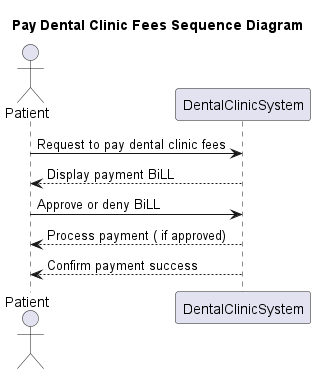 Pay Dental Clinic Fees Sequence Diagram
Patient
DentalClinicSystem
Request to pay dental clinic fees
Display payment BiLL
Approve or deny BiLL
Process payment ( if approved)
Confirm payment success
Patient
DentalClinicSystem